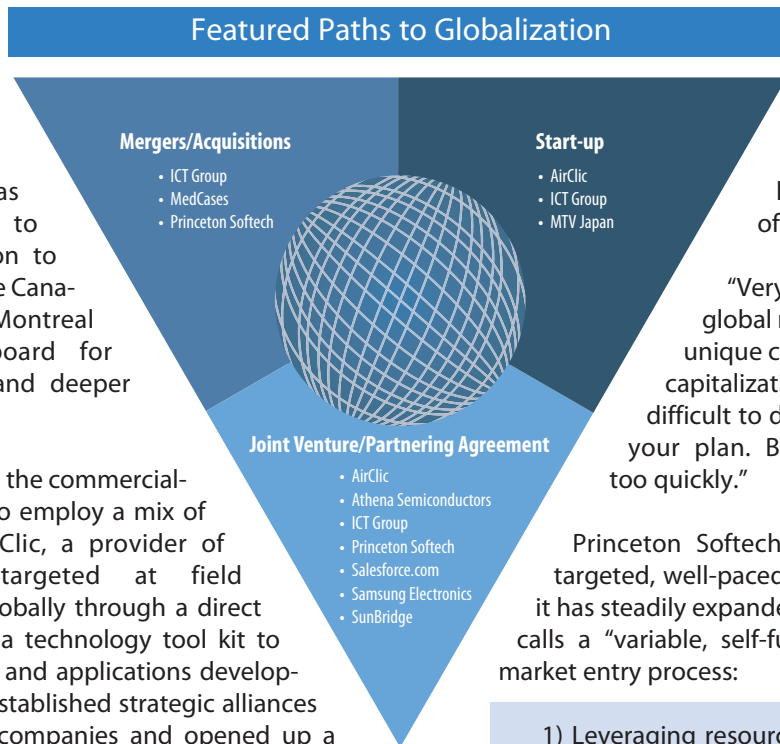 Featured Paths to Globalization
Mergers/Acquisitions
• ICT Group
• MedCases
• Princeton Softech
Start-up
• AirClic
• ICT Group
• MTV Japan
Joint Venture/Partnering Agreement
• AirClic
• Athena Semiconductors
• ICT Group
• Princeton Softech
• Salesforce.com
• Samsung Electronics
• SunBridge
as
to
on to
e Cana-
Montreal
oard for
and deeper
the commercial-
o employ a mix of
Clic, a provider of
targeted at field
obally through a direct
a technology tool kit to
and applications develop-
stablished strategic alliances
companies and opened up a
of
“Very
global
unique c
capitalizati
difficult to d
your plan. B
too quickly.”
Princeton Softech
targeted, well-paced
it has steadily expande
calls a “variable, self-fu
market entry process:
1) Leveraging resourc